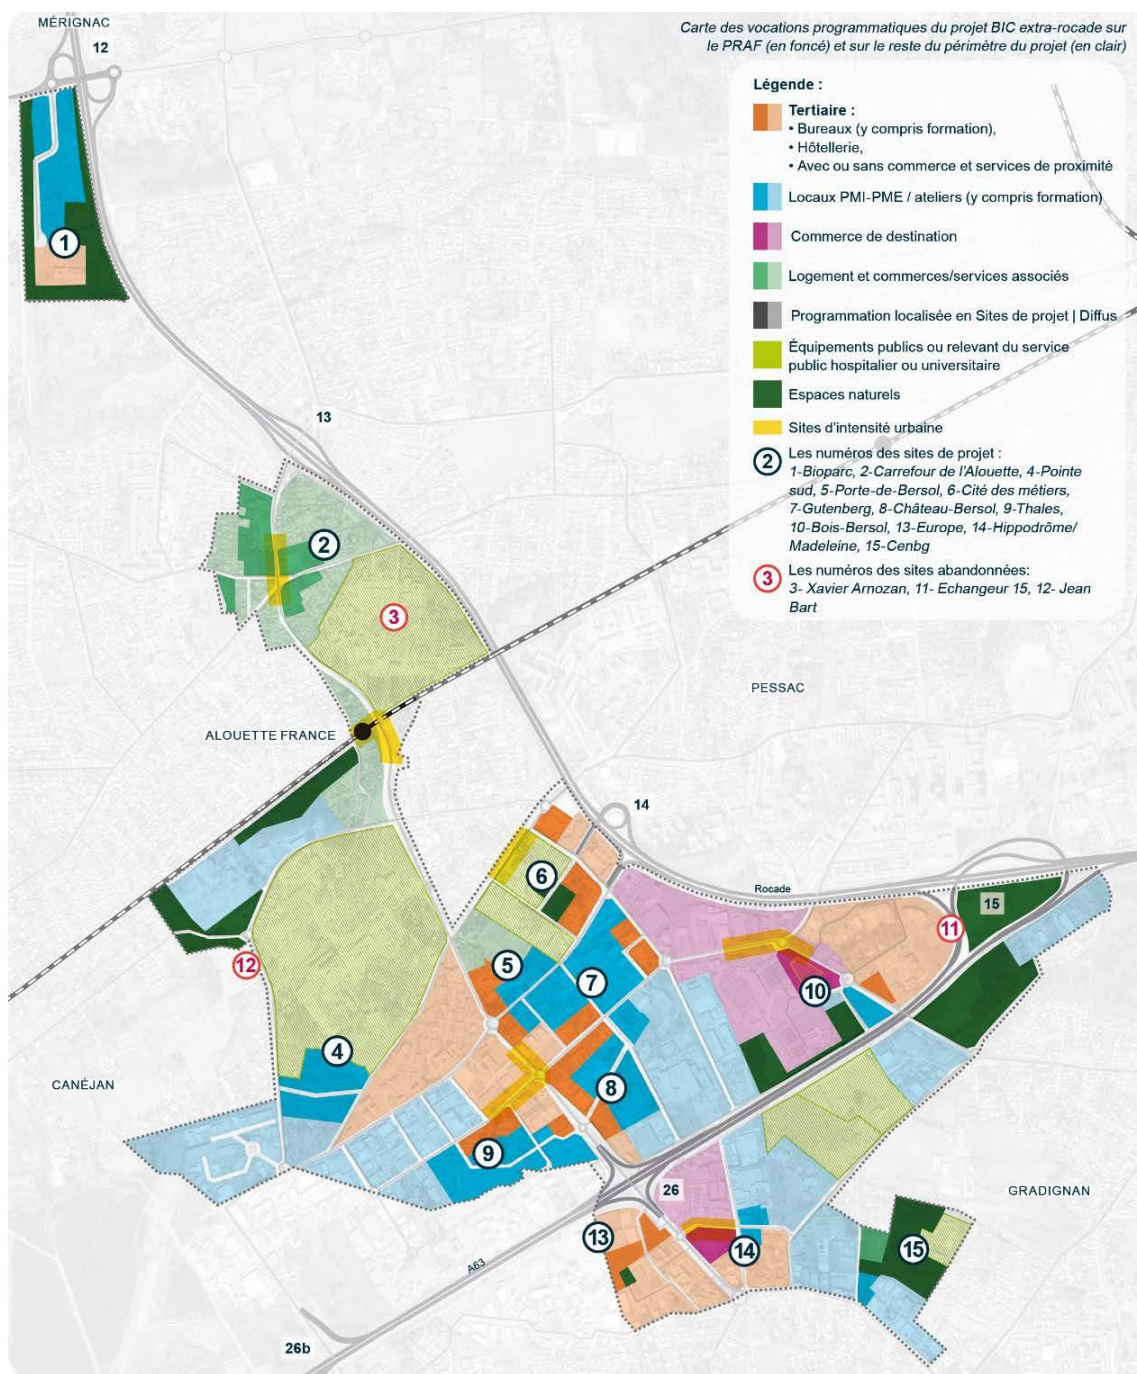 MÉRIGNAC
12
Carte des vocations programmatiques du projet BIC extra-rocade sur
le PRAF (en foncé) et sur le reste du périmètre du projet (en clair)
Légende :
Tertiaire :
• Bureaux (y compris formation),
• Hôtellerie,
• Avec ou sans commerce et services de proximité
Locaux PMI-PME / ateliers (y compris formation)
Commerce de destination
Logement et commerces/services associés
Programmation localisée en Sites de projet | Diffus
Équipements publics ou relevant du service
public hospitalier ou universitaire
Espaces naturels
Sites d'intensité urbaine
2
Les numéros des sites de projet :
1-Bioparc, 2-Carrefour de l'Alouette, 4-Pointe
sud, 5-Porte-de-Bersol, 6-Cité des métiers,
7-Gutenberg, 8-Château-Bersol, 9-Thales,
10-Bois-Bersol, 13-Europe, 14-Hippodrôme/
Madeleine, 15-Cenbg
3
Les numéros des sites abandonnées:
3- Xavier Arnozan, 11- Echangeur 15, 12- Jean
Bart
1
13
2
3
PESSAC
ALOUETTE FRANCE
14
6
Rocade
15
11
12
5
7
10
4
8
CANÉJAN
9
26
GRADIGNAN
13
14
15
A63
26b